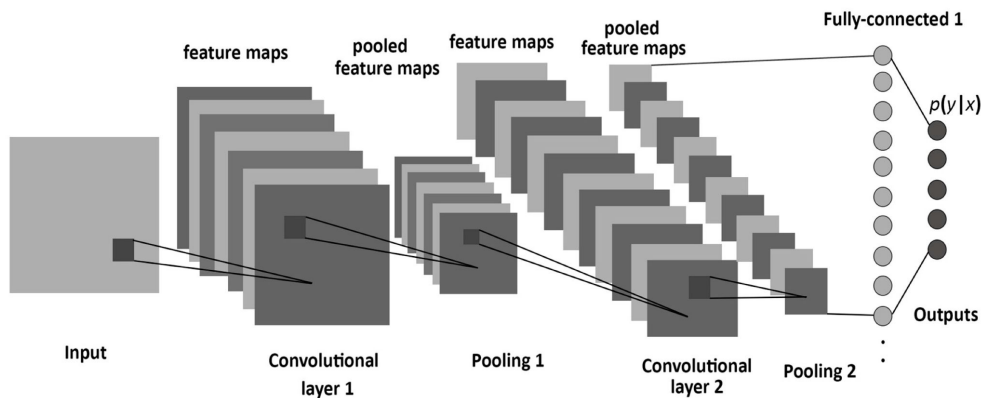 Fully-connected 1
feature maps
pooled
feature maps
feature maps
pooled
feature maps
p(y|x)
Input
Convolutional
layer 1
Pooling 1
Convolutional
layer 2
Pooling 2
Outputs